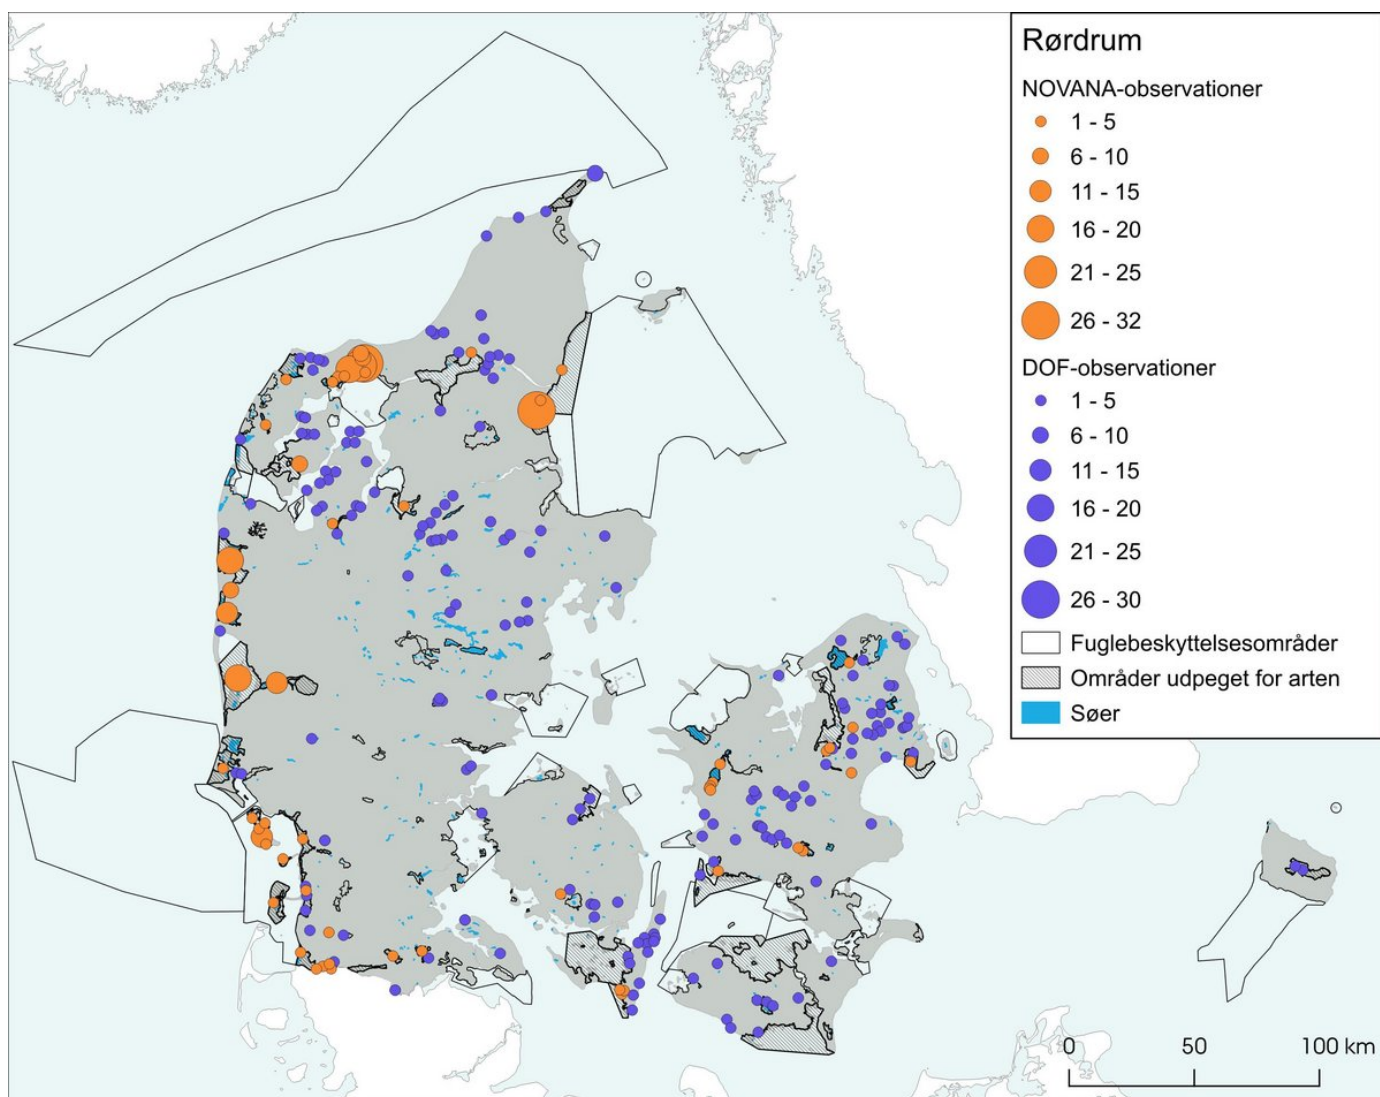 Rørdrum
NOVANA-observationer
1 - 5
6 - 10
11 - 15
16 - 20
21 - 25
26 - 32
DOF-observationer
1 - 5
6 - 10
11 - 15
16 - 20
21 - 25
26 - 30
Fuglebeskyttelsesområder
Områder udpeget for arten
Søer
0 50 100 km